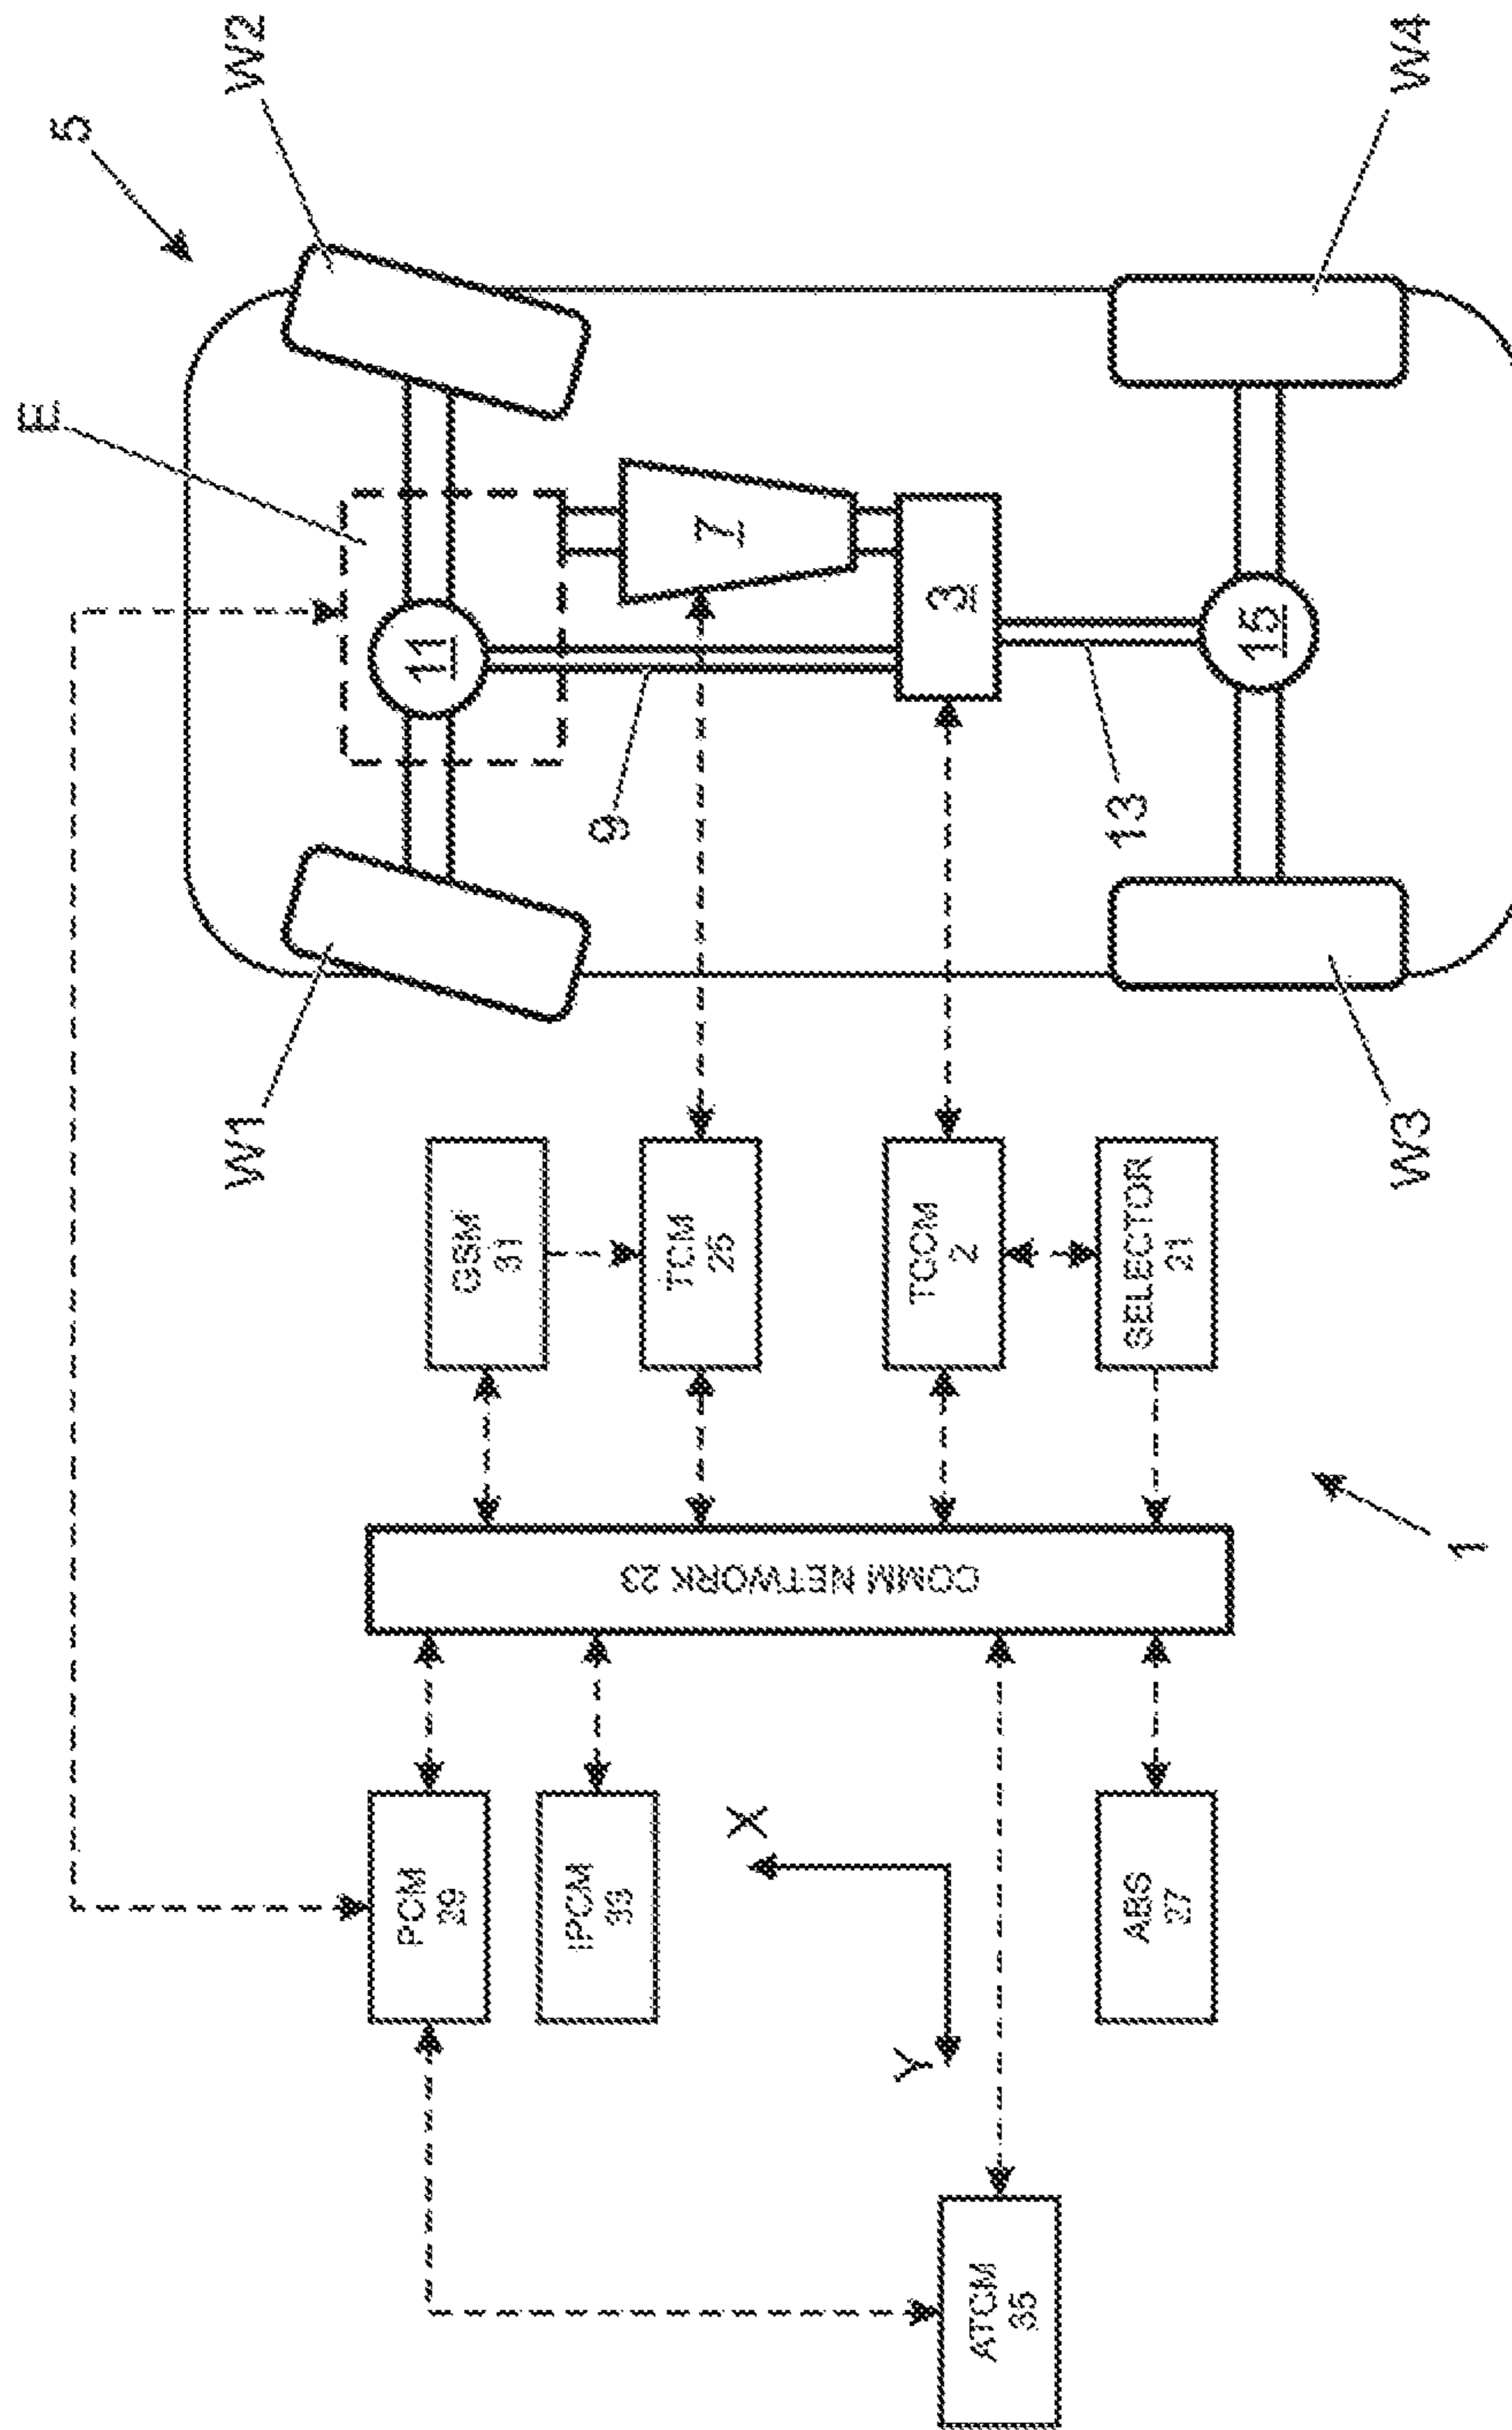 5
E
W2
W1
11
PCM
29
GSM
31
IPCM
33
COMM NETWORK 23
TCM
25
9
7
X
Y
TCCM
2
3
ATCM
35
13
ABS
27
SELECTOR
21
15
W3
W4
1